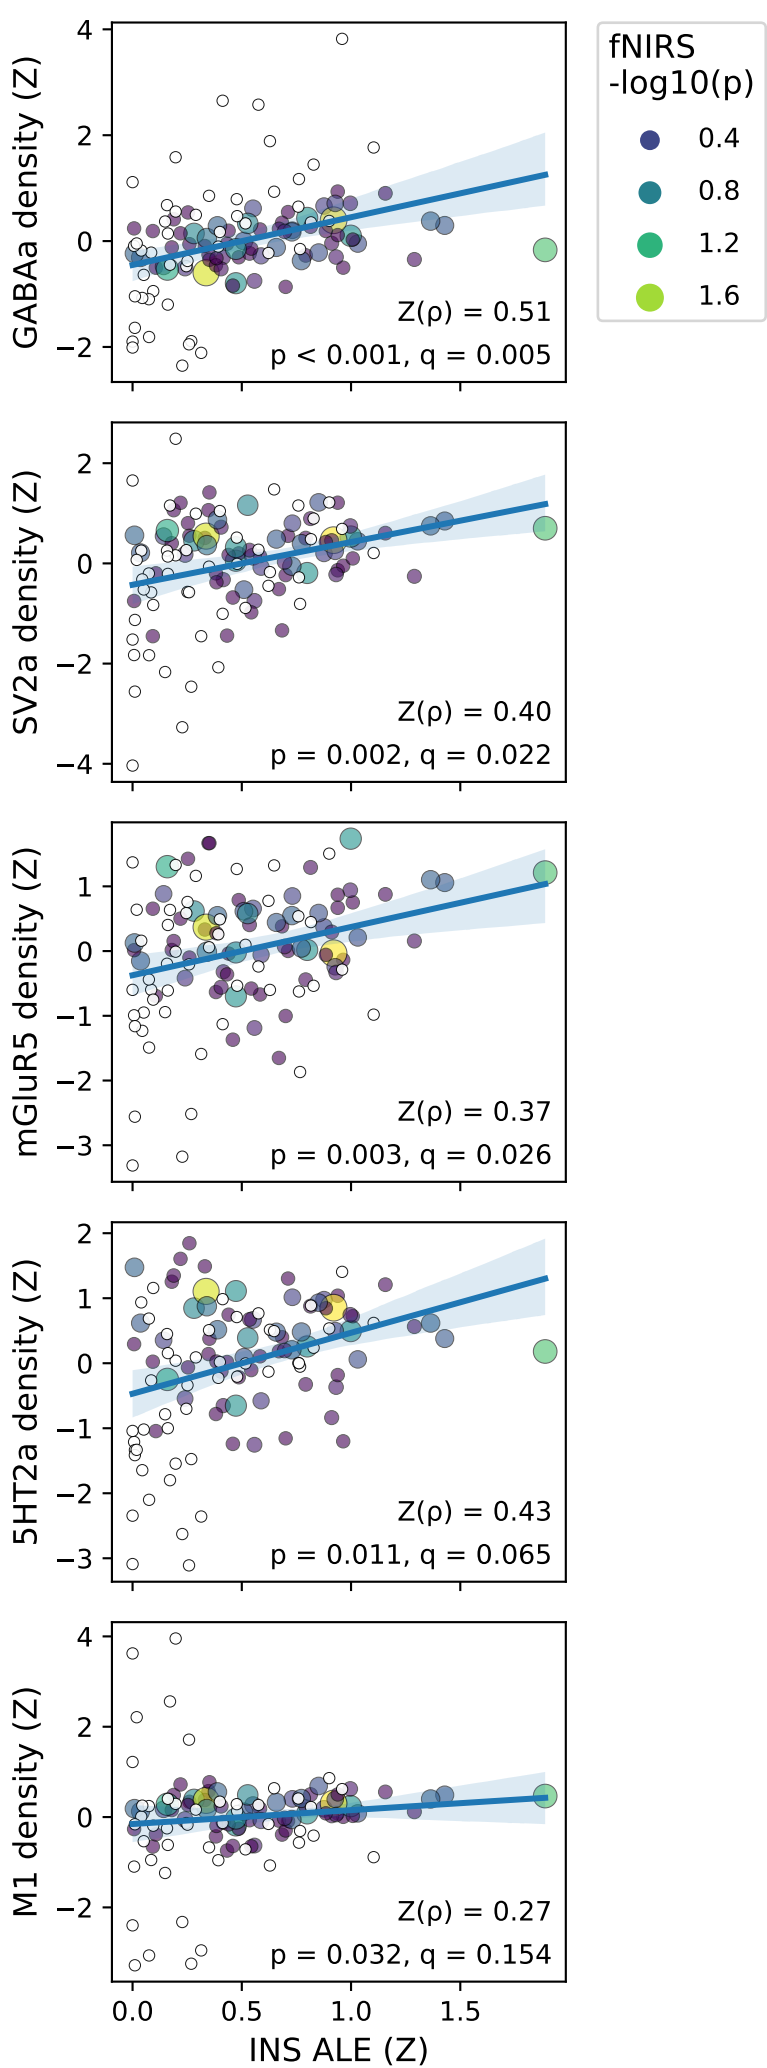 fNIRS
-log10(p)
0.4
0.8
1.2
1.6
GABAa density (Z)
4
2
0
−2
Z(ρ) = 0.51
p < 0.001, q = 0.005
SV2a density (Z)
2
0
−2
−4
Z(ρ) = 0.40
p = 0.002, q = 0.022
mGluR5 density (Z)
1
0
−1
−2
−3
Z(ρ) = 0.37
p = 0.003, q = 0.026
5HT2a density (Z)
2
1
0
−1
−2
−3
Z(ρ) = 0.43
p = 0.011, q = 0.065
M1 density (Z)
4
2
0
−2
Z(ρ) = 0.27
p = 0.032, q = 0.154
0.0 0.5 1.0 1.5
INS ALE (Z)